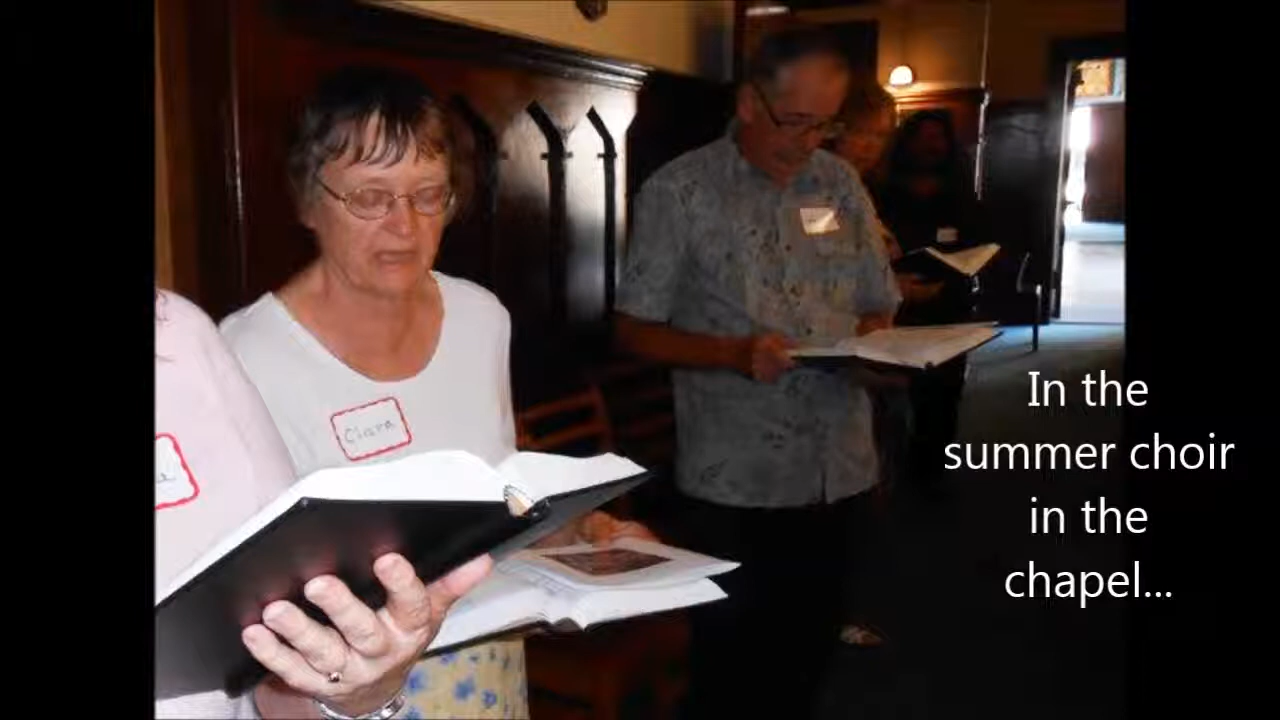 Clara
In the
summer choir
in the
chapel...